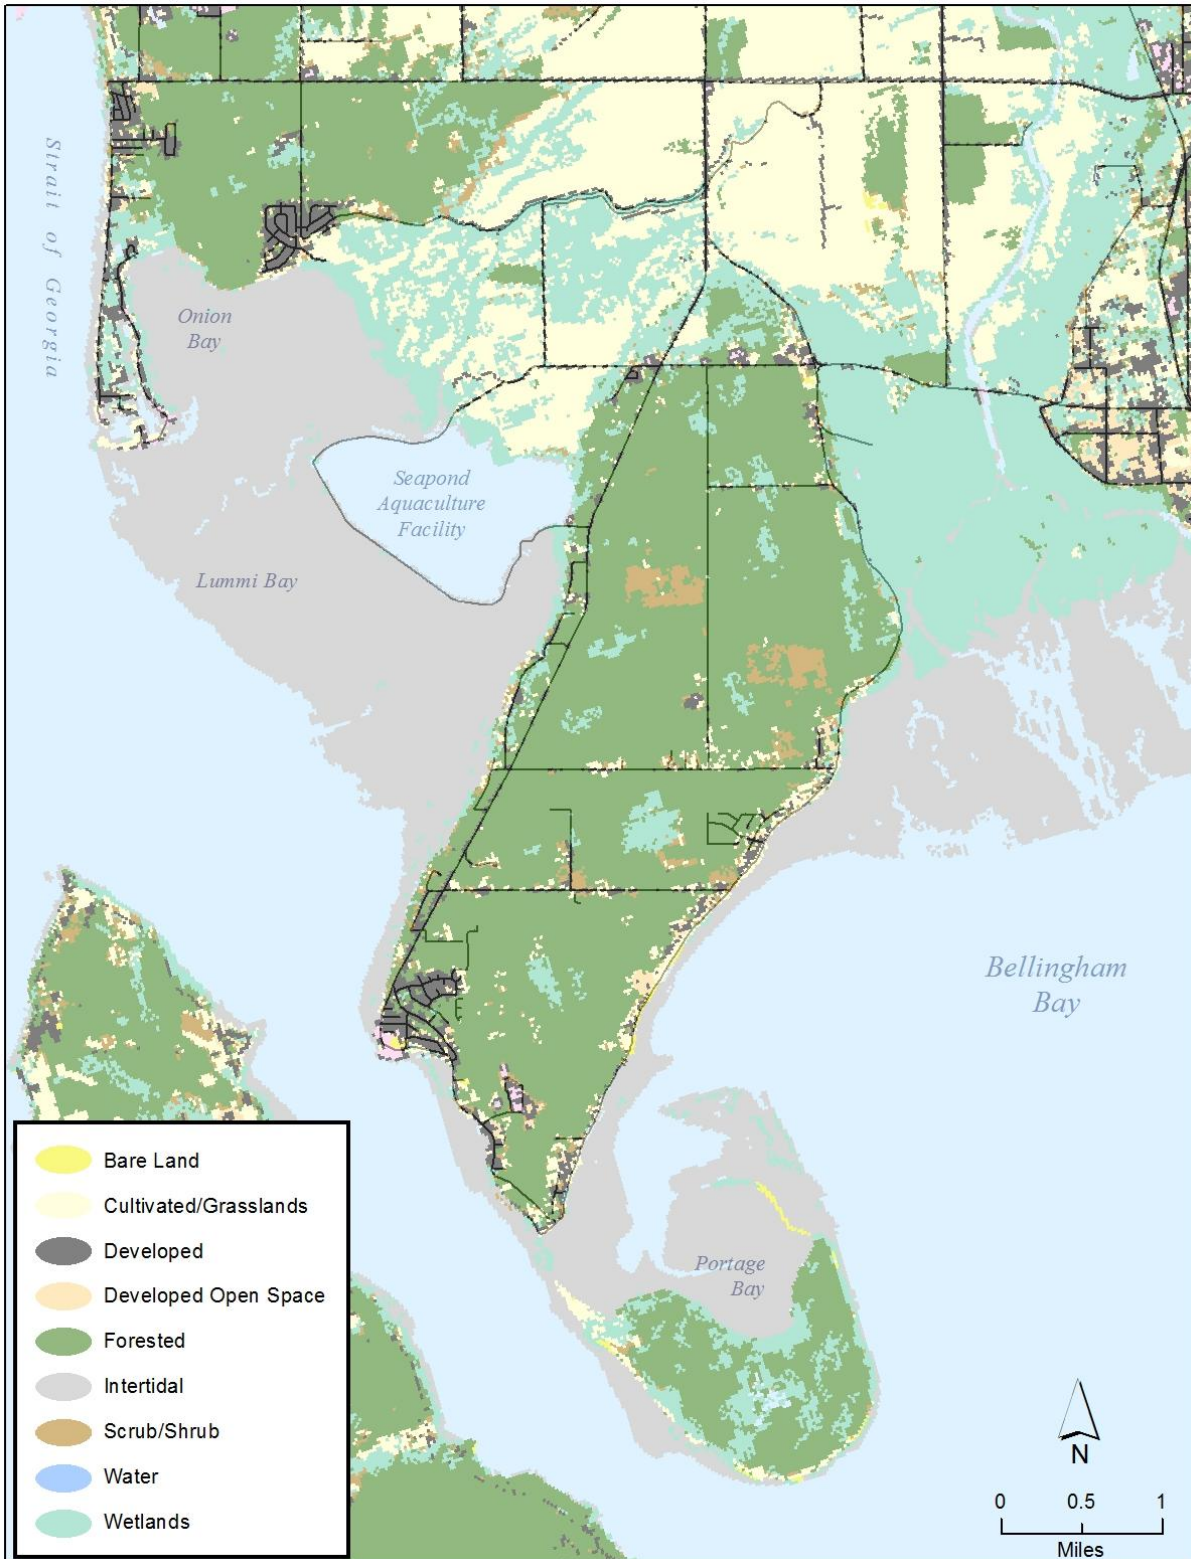 Strait of Georgia
Onion
Bay
Seapond
Aquaculture
Facility
Lummi Bay
Bellingham
Bay
Portage
Bay
Bare Land
Cultivated/Grasslands
Developed
Developed Open Space
Forested
Intertidal
Scrub/Shrub
Water
Wetlands
N
0 0.5 1
Miles